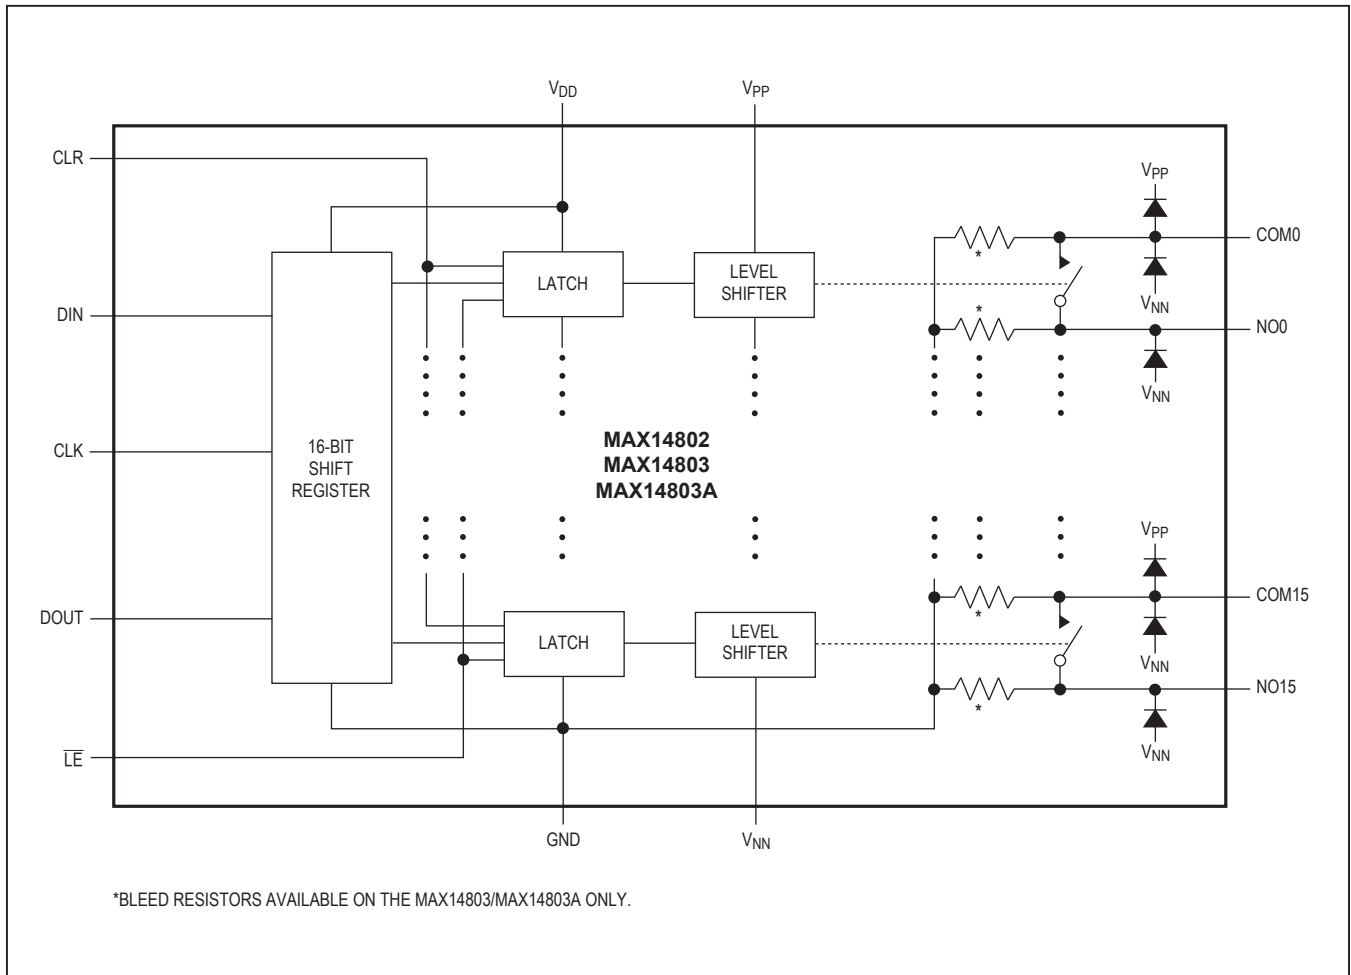 VDD
VPP
CLR
VPP
COM0
LATCH
LEVEL
SHIFTER
*
VNN
DIN
*
NO0
VNN
MAX14802
MAX14803
MAX14803A
CLK
16-BIT
SHIFT
REGISTER
VPP
COM15
DOUT
LATCH
LEVEL
SHIFTER
*
VNN
NO15
*
VNN
LE
GND
VNN
*BLEED RESISTORS AVAILABLE ON THE MAX14803/MAX14803A ONLY.